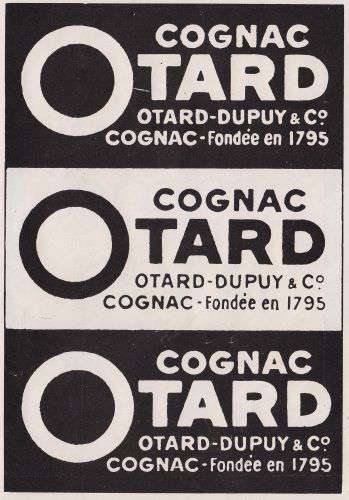 COGNAC
OTARD
OTARD-DUPUY & Cº
COGNAC-Fondée en 1795
COGNAC
OTARD
OTARD-DUPUY & Cº
COGNAC-Fondée en 1795
COGNAC
OTARD
OTARD-DUPUY & Cº
COGNAC-Fondée en 1795